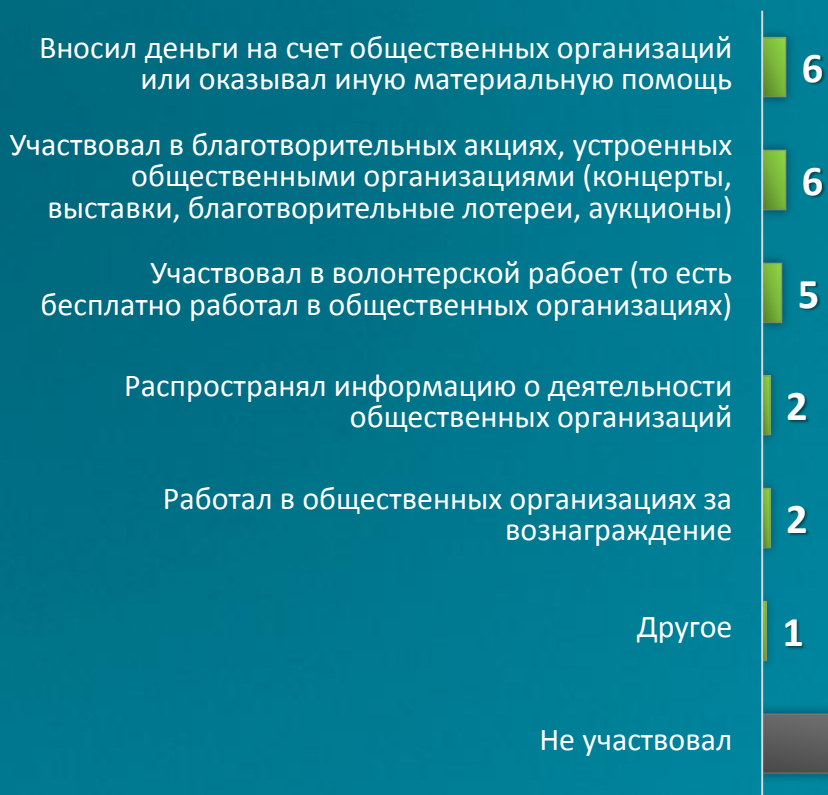 Вносил деньги на счет общественных организаций
или оказывал иную материальную помощь
6
Участвовал в благотворительных акциях, устроенных
общественными организациями (концерты,
выставки, благотворительные лотереи, аукционы)
6
Участвовал в волонтерской рабоет (то есть
бесплатно работал в общественных организациях)
5
Распространял информацию о деятельности
общественных организаций
2
Работал в общественных организациях за
вознаграждение
2
Другое
1
Не участвовал